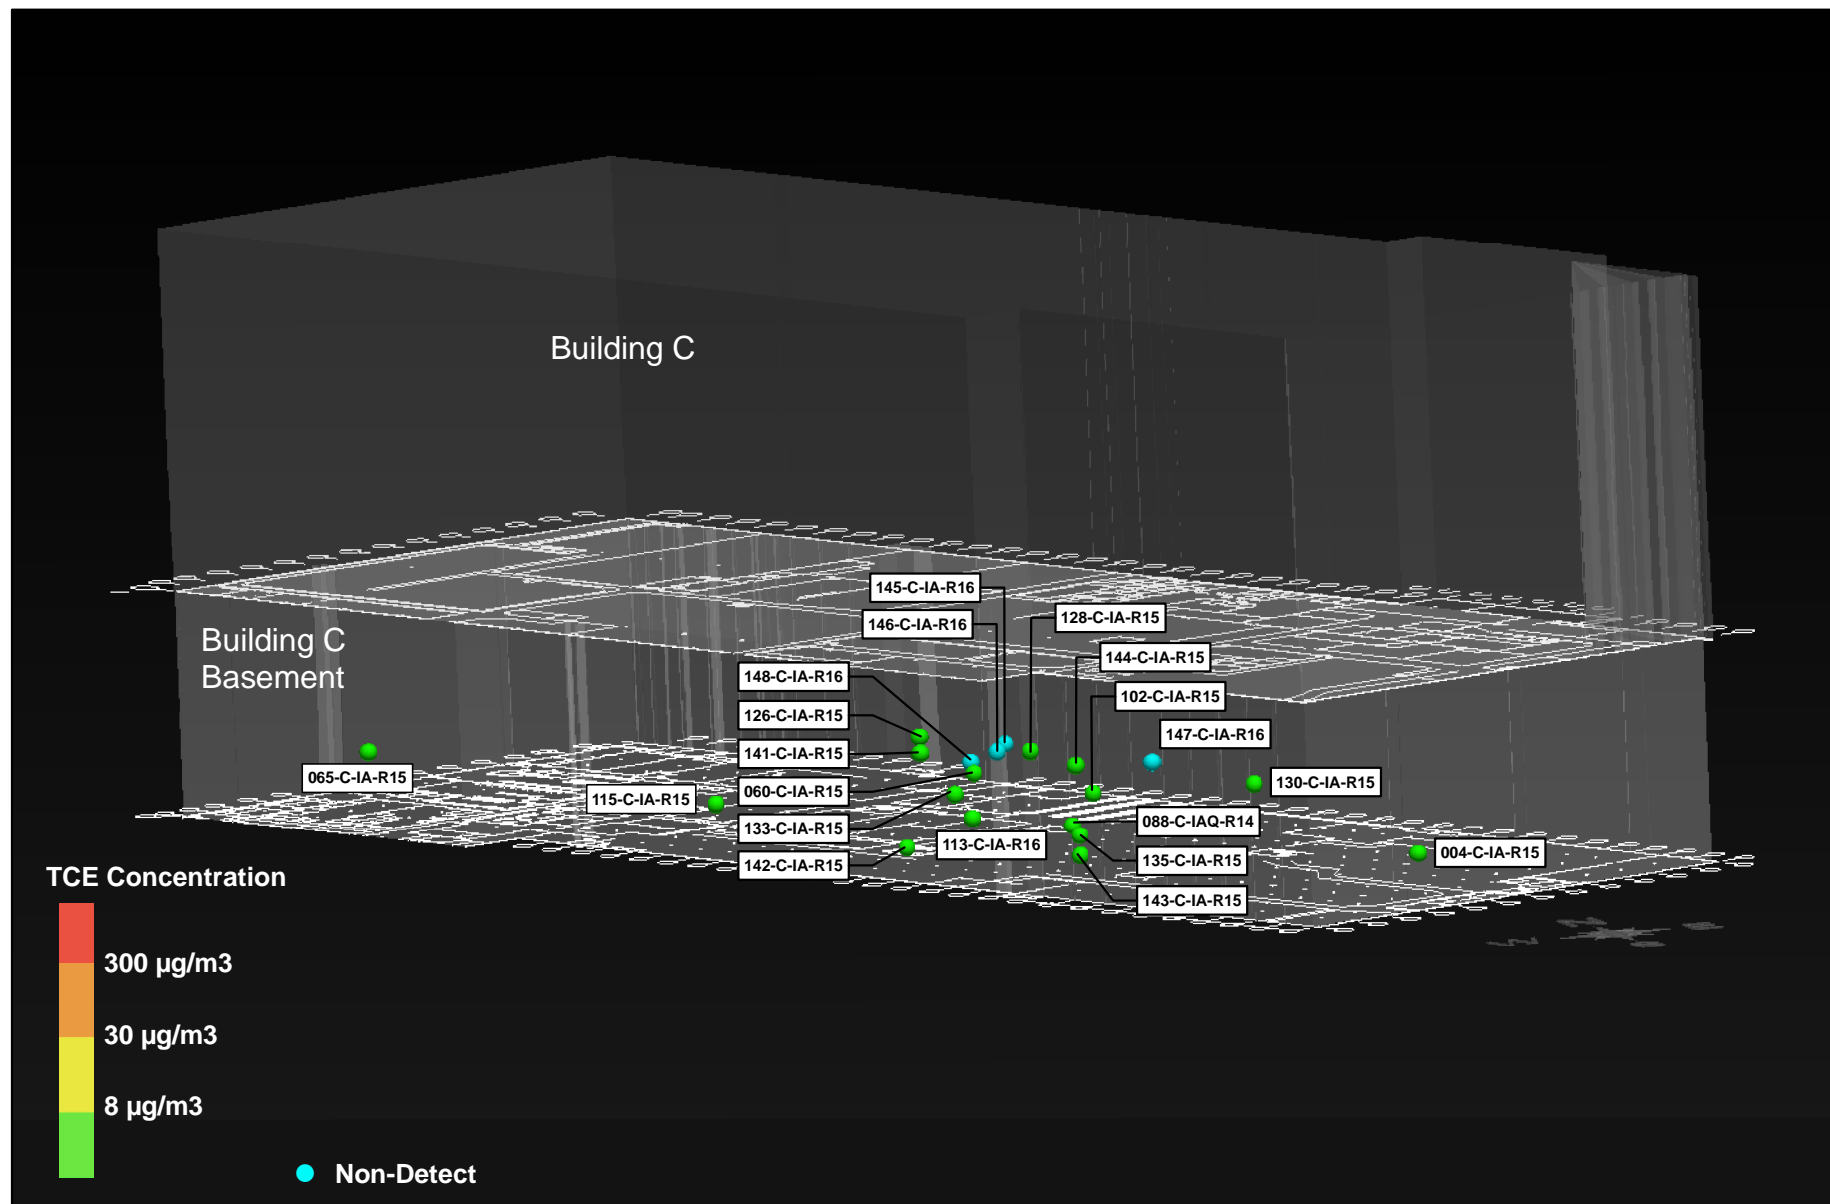 Building C
145-C-IA-R16
146-C-IA-R16
128-C-IA-R15
Building C
Basement
144-C-IA-R15
148-C-IA-R16
102-C-IA-R15
126-C-IA-R15
147-C-IA-R16
141-C-IA-R15
065-C-IA-R15
130-C-IA-R15
060-C-IA-R15
115-C-IA-R15
088-C-IAQ-R14
133-C-IA-R15
113-C-IA-R16
004-C-IA-R15
135-C-IA-R15
142-C-IA-R15
143-C-IA-R15
TCE Concentration
300 µg/m3
30 µg/m3
8 µg/m3
Non-Detect